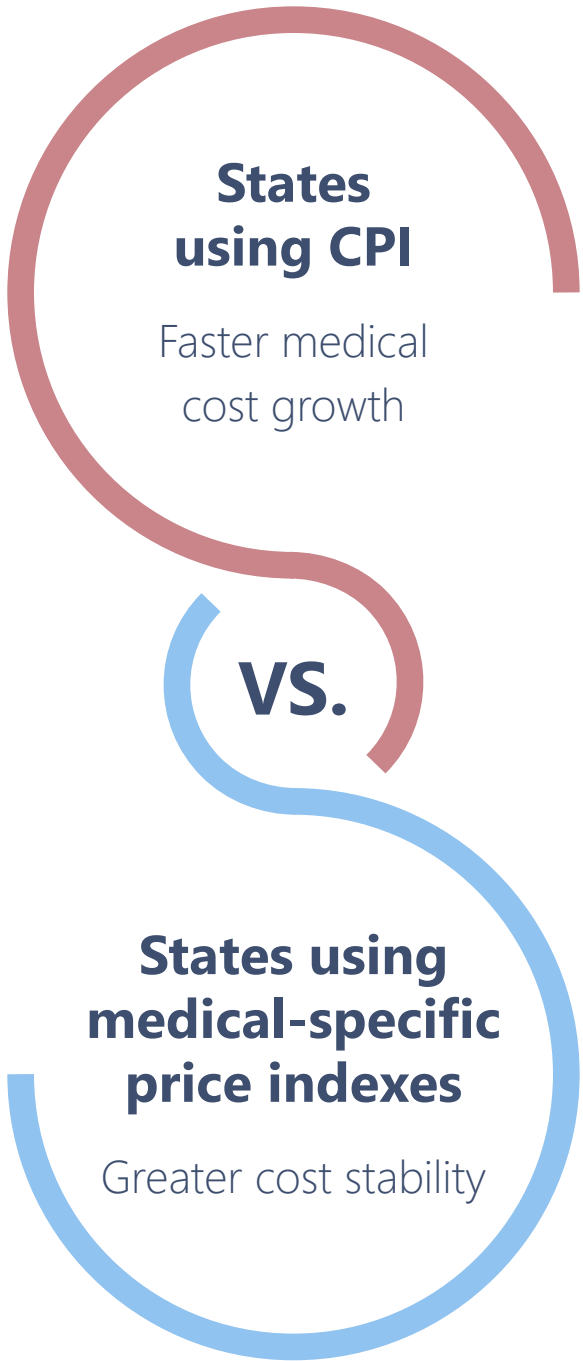 States
using CPI
Faster medical
cost growth
VS.
States using
medical-specific
price indexes
Greater cost stability